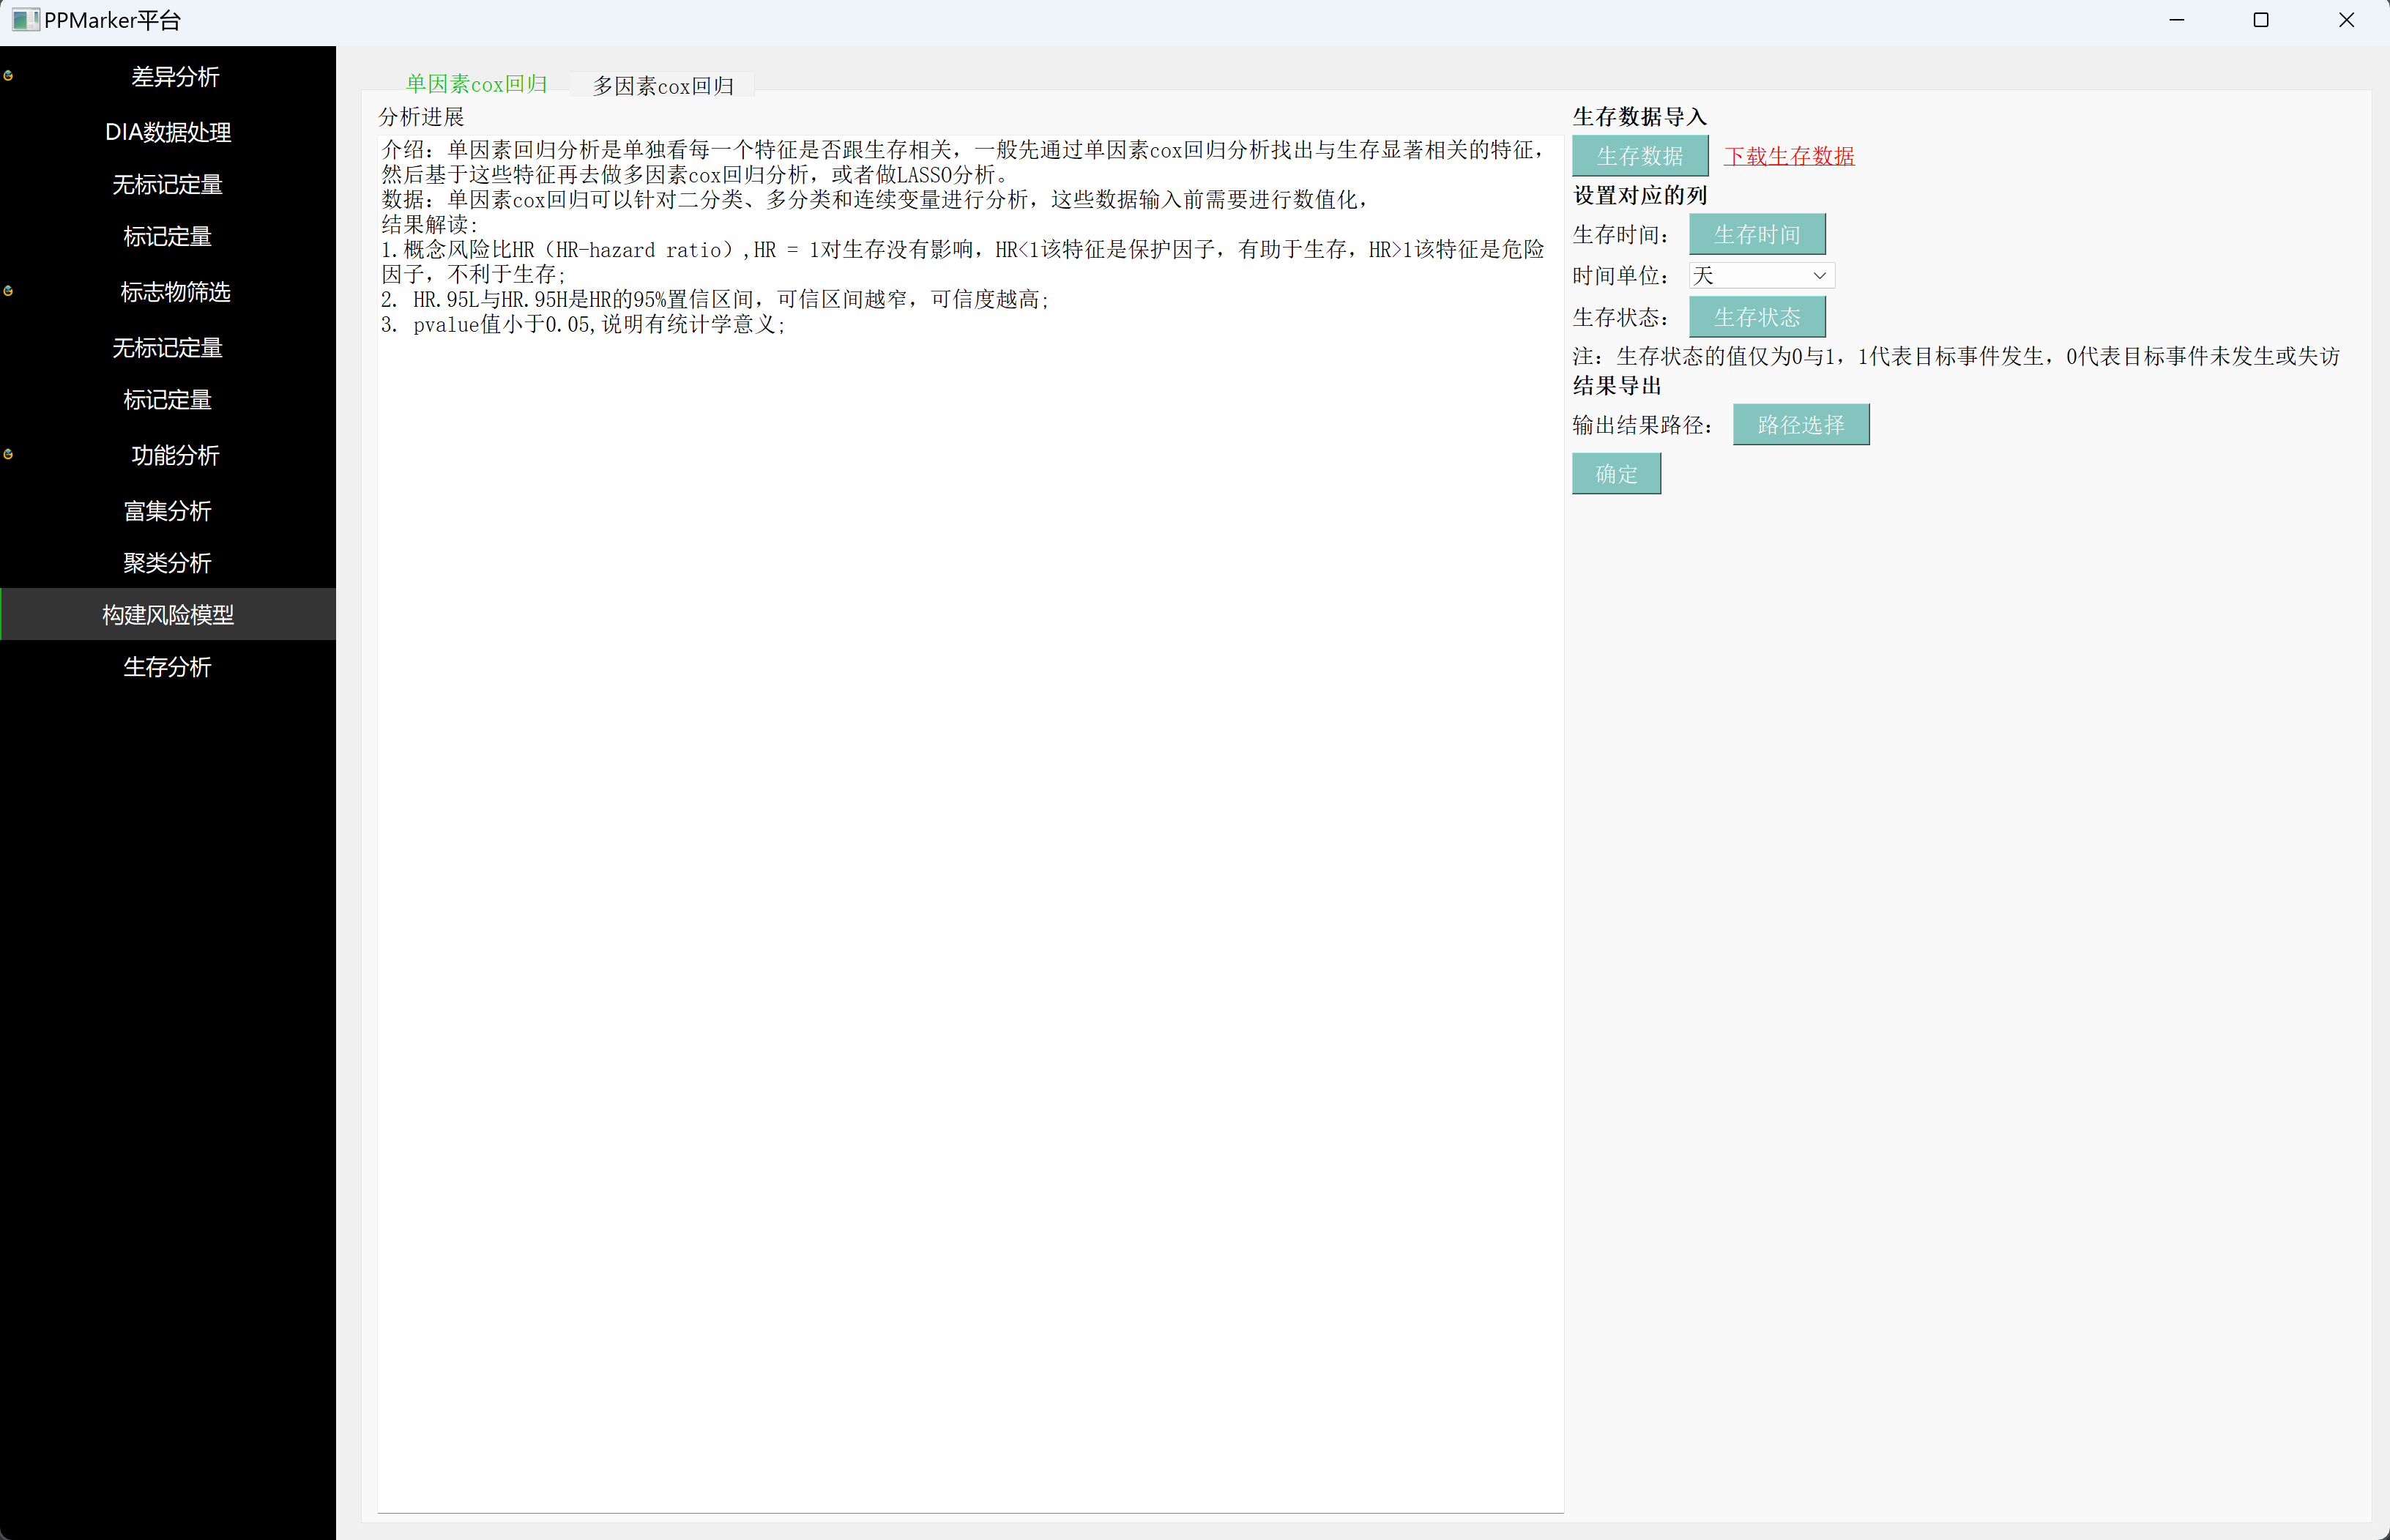 PPMarker平台
差异分析
DIA数据处理
无标记定量
标记定量
标志物筛选
无标记定量
标记定量
功能分析
富集分析
聚类分析
构建风险模型
生存分析
单因素cox回归
多因素cox回归
分析进展
介绍：单因素回归分析是单独看每一个特征是否跟生存相关，一般先通过单因素cox回归分析找出与生存显著相关的特征，
然后基于这些特征再去做多因素cox回归分析，或者做LASSO分析。
数据：单因素cox回归可以针对二分类、多分类和连续变量进行分析，这些数据输入前需要进行数值化，
结果解读：
1.概念风险比HR（HR-hazard ratio）,HR = 1对生存没有影响，HR<1该特征是保护因子，有助于生存，HR>1该特征是危险
因子，不利于生存;
2. HR.95L与HR.95H是HR的95%置信区间，可信区间越窄，可信度越高;
3. pvalue值小于0.05,说明有统计学意义;
生存数据导入
生存数据 下载生存数据
设置对应的列
生存时间： 生存时间
时间单位： 天
生存状态： 生存状态
注：生存状态的值仅为0与1，1代表目标事件发生，0代表目标事件未发生或失访
结果导出
输出结果路径： 路径选择
确定